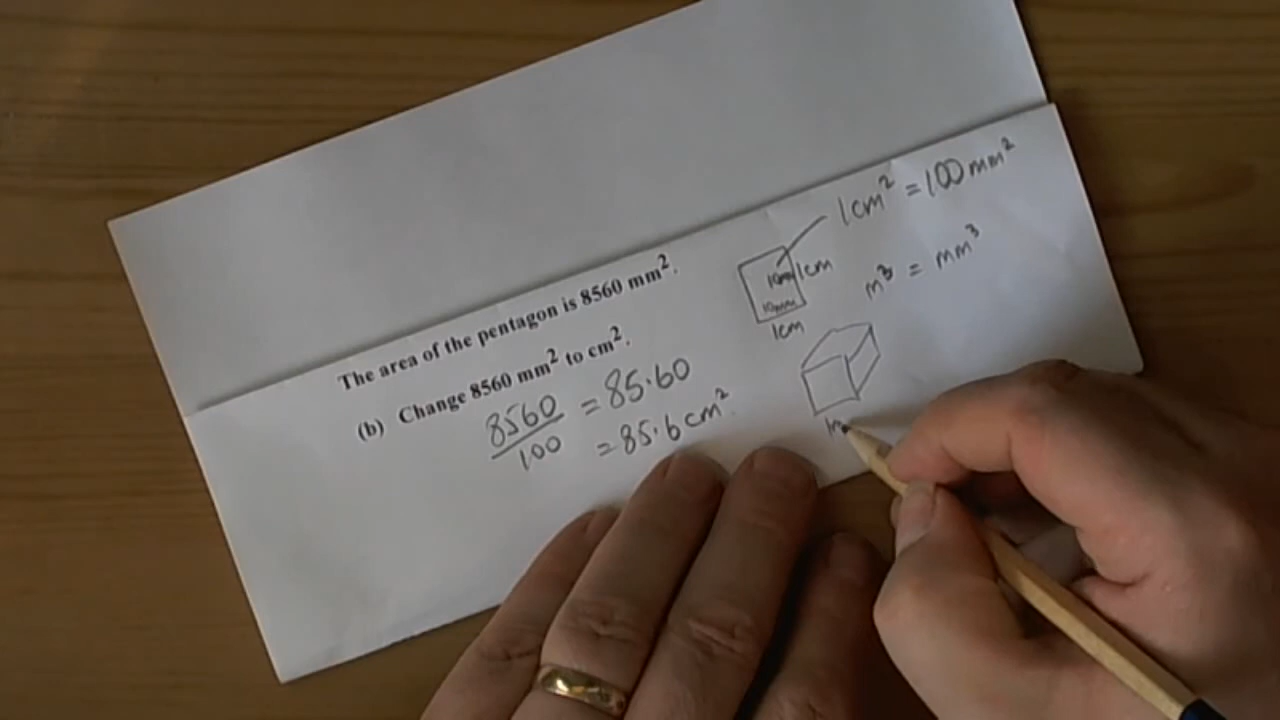 The area of the pentagon is 8560 mm².
(b) Change 8560 mm² to cm².
8560
100
= 85.60
= 85.6 cm².
1cm² = 100 mm²
10mm 1cm
10mm
1cm
m³ = mm³